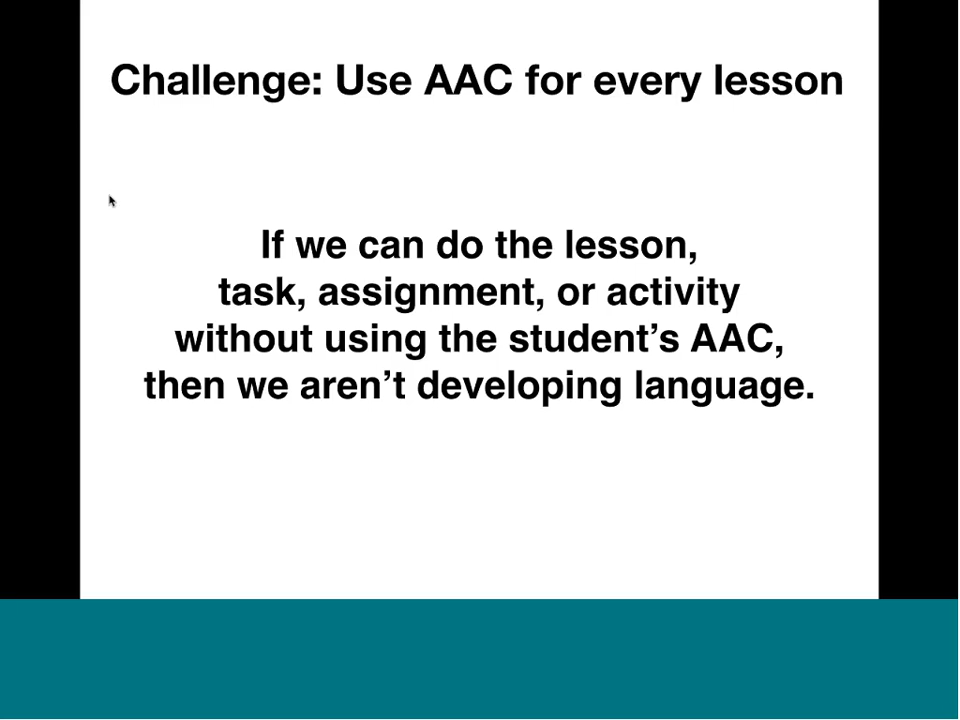 Challenge: Use AAC for every lesson
If we can do the lesson,
task, assignment, or activity
without using the student’s AAC,
then we aren’t developing language.